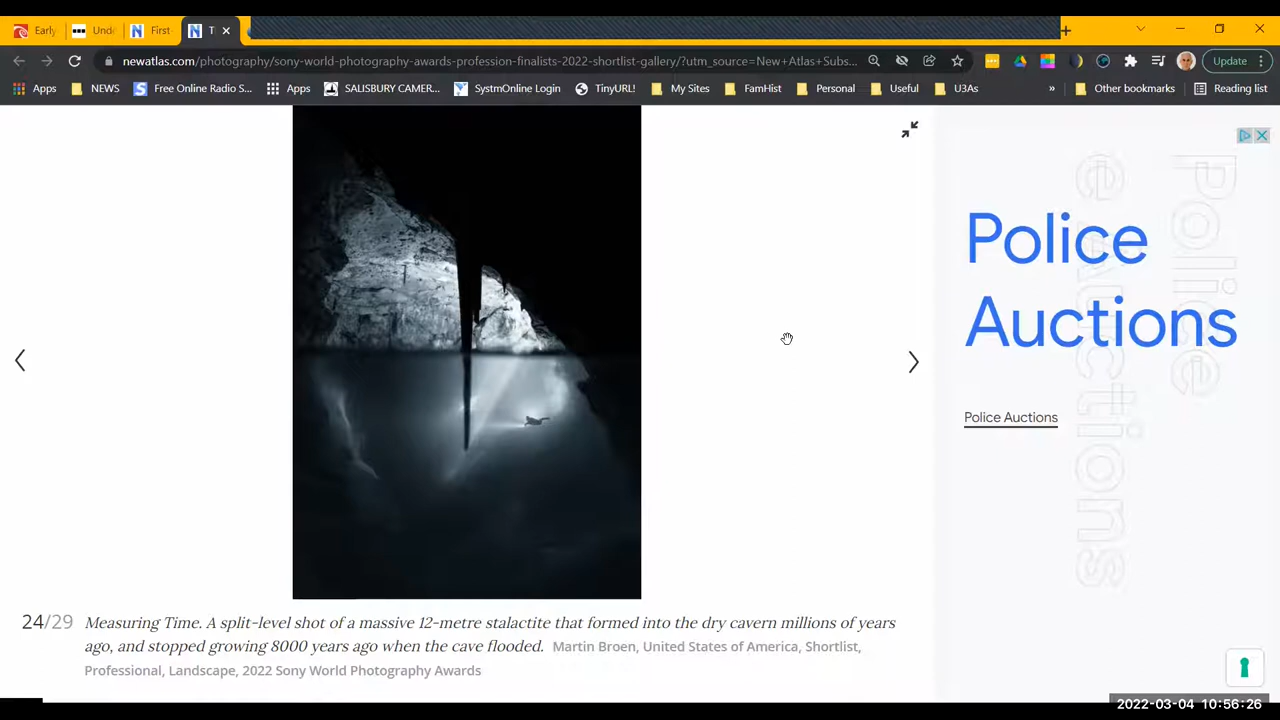 Early
Und
First
T
newatlas.com/photography/sony world-photography-awards-profession-finalists-2022-shortlist-gallery/?utm_source=New+Atlas+Subs...
Update
Apps
NEWS
Free Online Radio S...
Apps
SALISBURY CAMER...
SystmOnline Login
TinyURL!
My Sites
FamHist
Personal
Useful
U3As
»
Other bookmarks
Reading list
Police
Auctions
Police
e Auctions
Police Auctions
24/29
Measuring Time. A split-level shot of a massive 12-metre stalactite that formed into the dry cavern millions of years
ago, and stopped growing 8000 years ago when the cave flooded. Martin Broen, United States of America, Shortlist,
Professional, Landscape, 2022 Sony World Photography Awards
2022-03-04 10:56:26